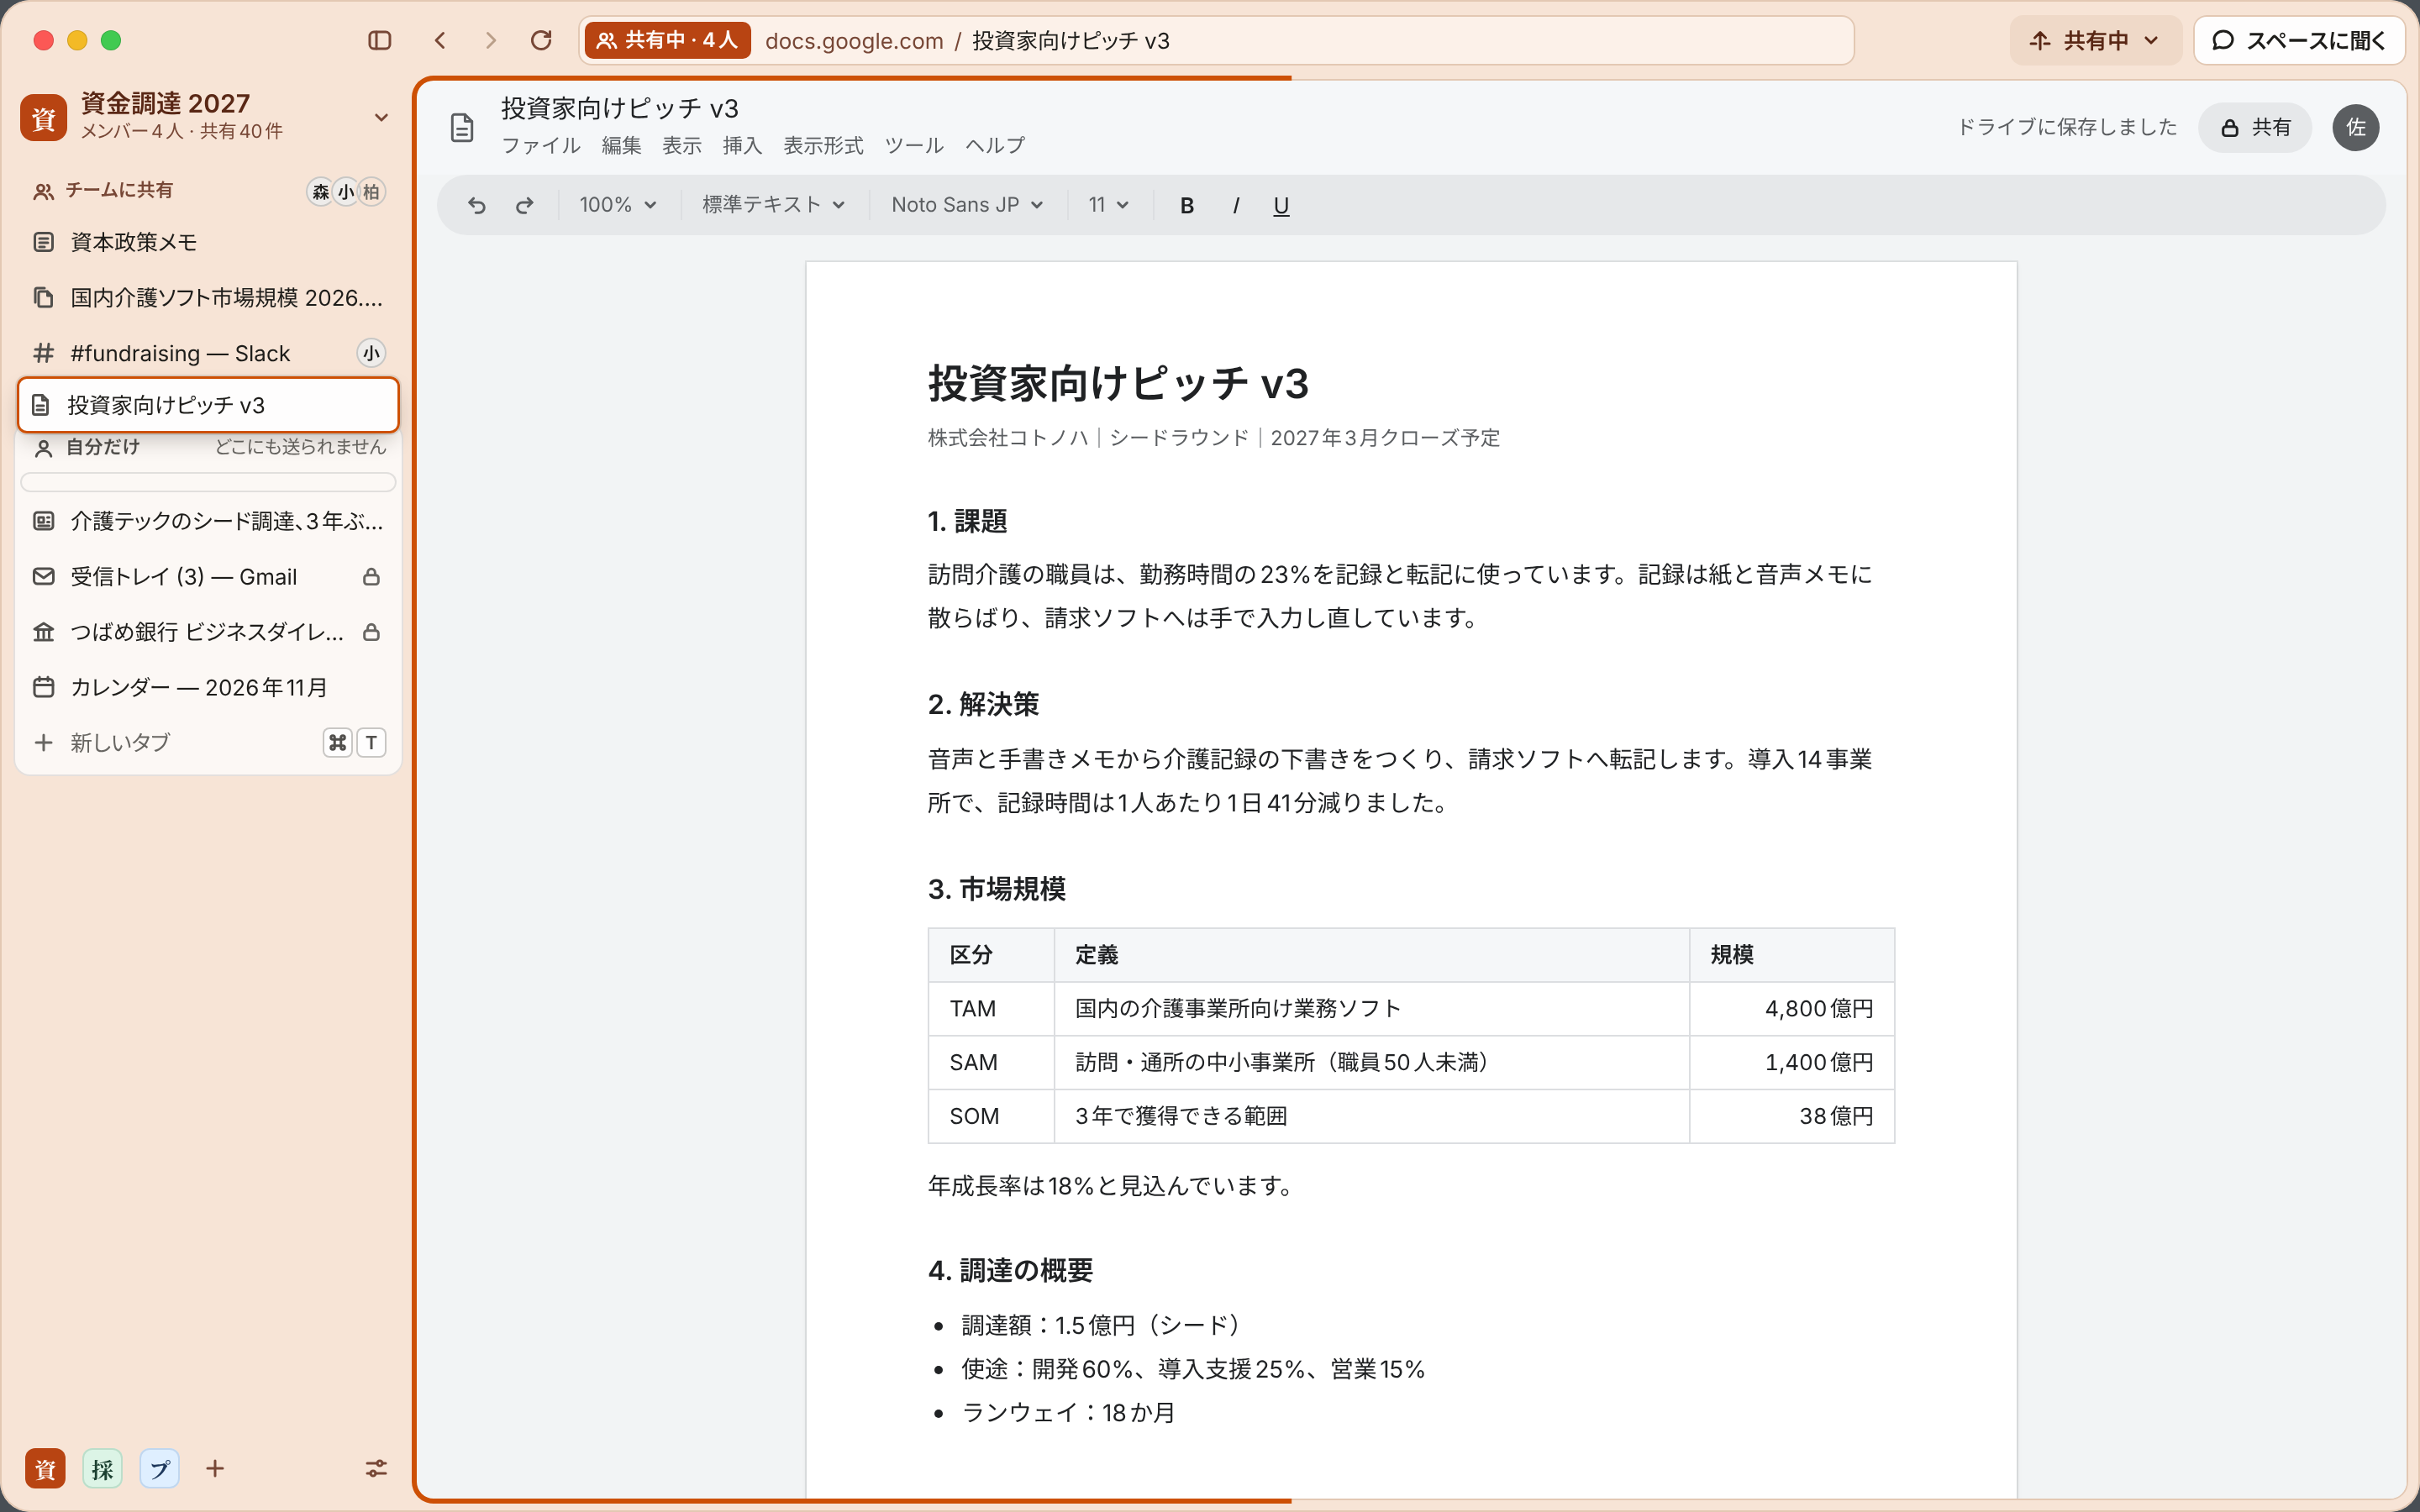 共有中 · 4人 docs.google.com / 投資家向けピッチ v3
共有中
スペースに聞く
資 資金調達 2027
メンバー4人 · 共有40件
チームに共有 森 小 柏
資本政策メモ
国内介護ソフト市場規模 2026....
#fundraising — Slack 小
投資家向けピッチ v3
自分だけ どこにも送られません
介護テックのシード調達、3年ぶ...
受信トレイ (3) — Gmail
つばめ銀行 ビジネスダイレ...
カレンダー — 2026年11月
新しいタブ ⌘ T
資 採 プ
投資家向けピッチ v3
ファイル 編集 表示 挿入 表示形式 ツール ヘルプ
ドライブに保存しました 共有 佐
100% 標準テキスト Noto Sans JP 11 B I U
投資家向けピッチ v3
株式会社コトノハ｜シードラウンド｜2027年3月クローズ予定
1. 課題
訪問介護の職員は、勤務時間の23%を記録と転記に使っています。記録は紙と音声メモに
散らばり、請求ソフトへは手で入力し直しています。
2. 解決策
音声と手書きメモから介護記録の下書きをつくり、請求ソフトへ転記します。導入14事業
所で、記録時間は1人あたり1日41分減りました。
3. 市場規模
区分 定義 規模
TAM 国内の介護事業所向け業務ソフト 4,800億円
SAM 訪問・通所の中小事業所（職員50人未満） 1,400億円
SOM 3年で獲得できる範囲 38億円
年成長率は18%と見込んでいます。
4. 調達の概要
• 調達額：1.5億円（シード）
• 使途：開発60%、導入支援25%、営業15%
• ランウェイ：18か月